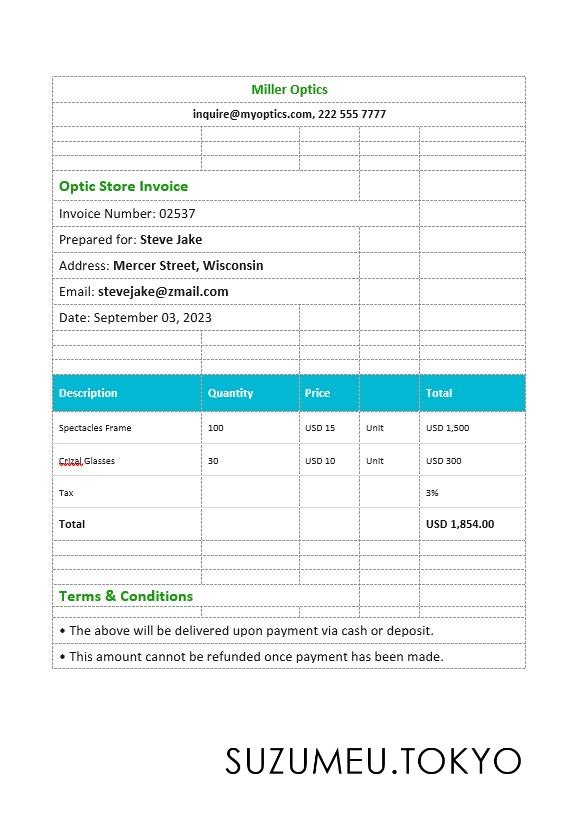 Miller Optics
inquire@myoptics.com, 222 555 7777
Optic Store Invoice
Invoice Number: 02537
Prepared for: Steve Jake
Address: Mercer Street, Wisconsin
Email: stevejake@zmail.com
Date: September 03, 2023
Description Quantity Price Total
Spectacles Frame 100 USD 15 Unit USD 1,500
Crizal Glasses 30 USD 10 Unit USD 300
Tax 3%
Total USD 1,854.00
Terms & Conditions
• The above will be delivered upon payment via cash or deposit.
• This amount cannot be refunded once payment has been made.
SUZUMEU.TOKYO